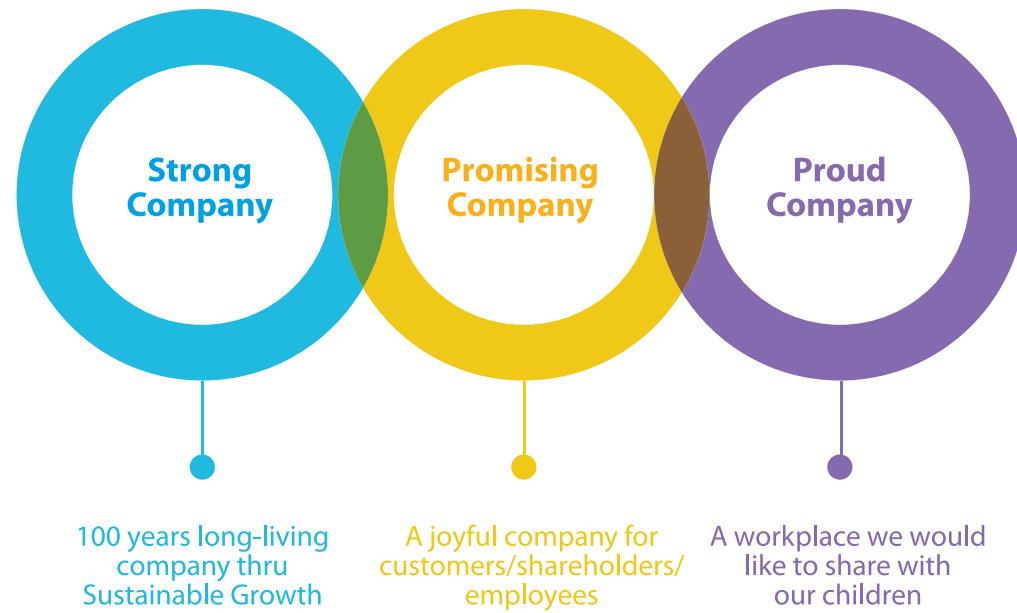 Strong
Company
Promising
Company
Proud
Company
100 years long-living
company thru
Sustainable Growth
A joyful company for
customers/shareholders/
employees
A workplace we would
like to share with
our children